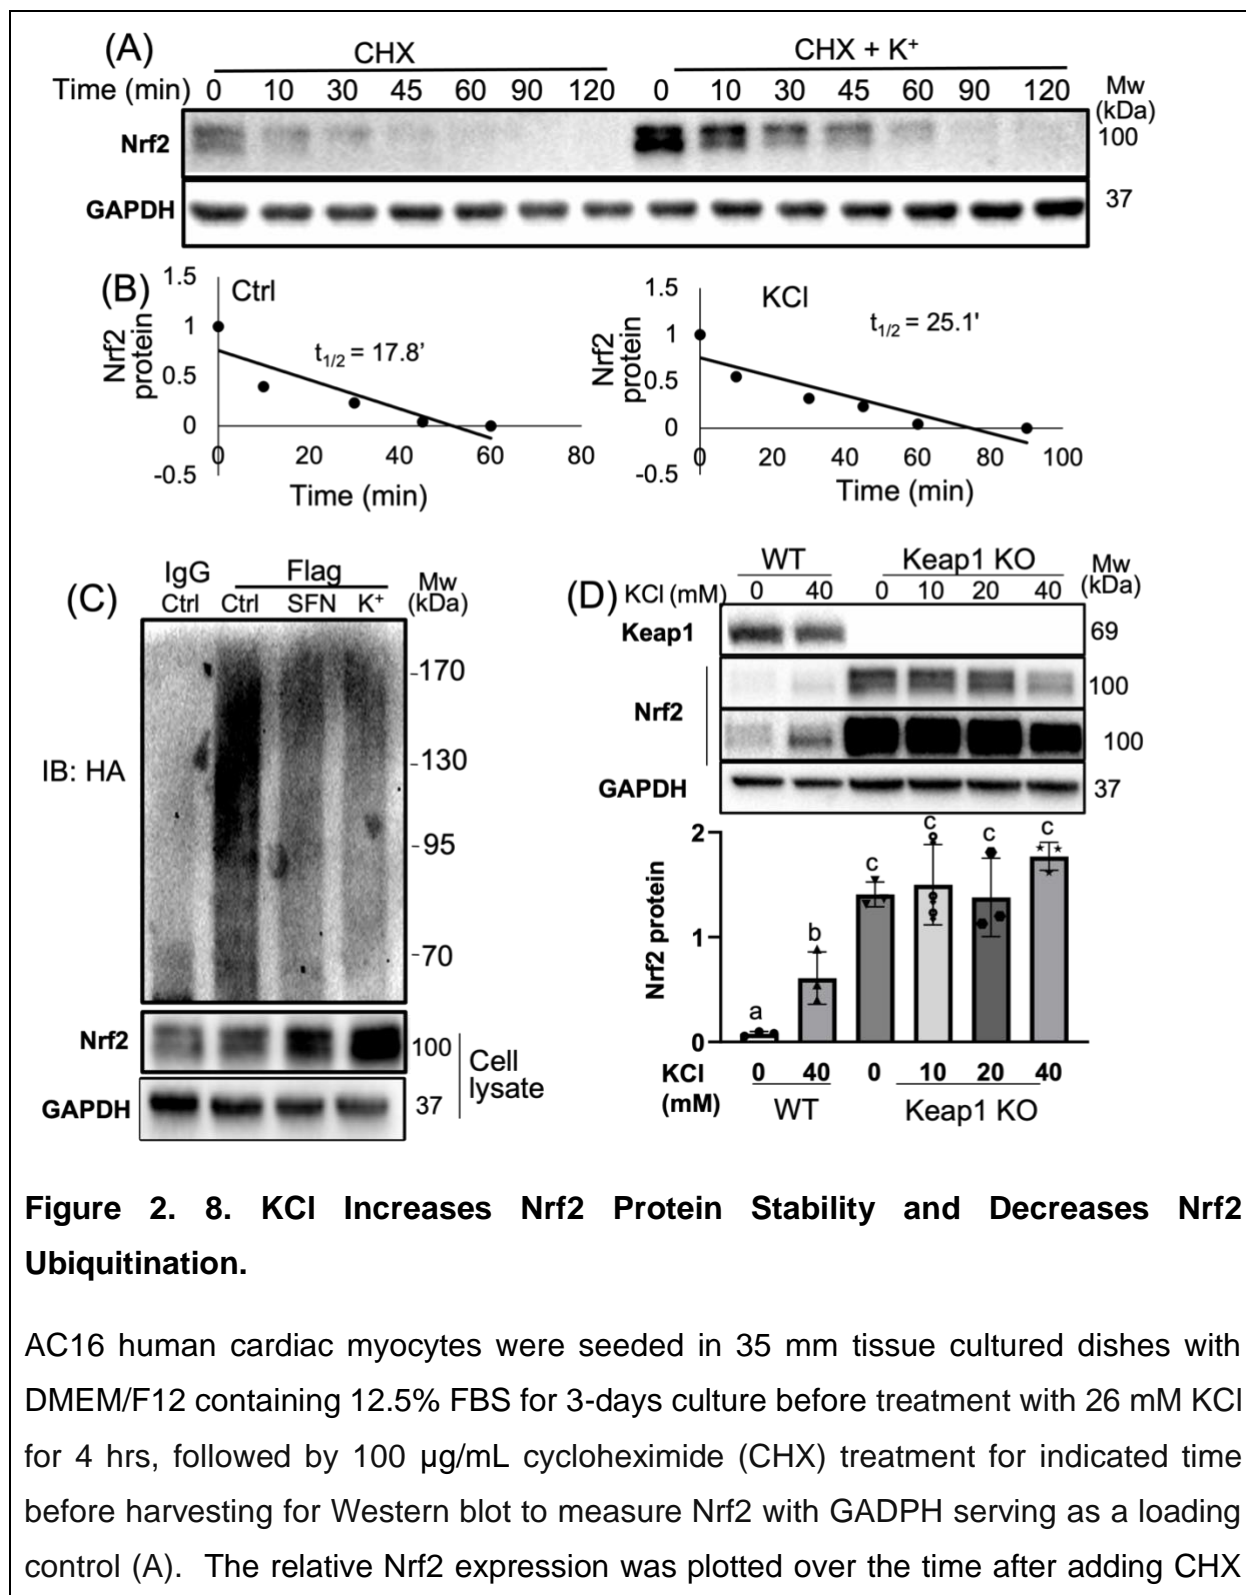 (A) CHX CHX + K⁺
Time (min) 0 10 30 45 60 90 120 0 10 30 45 60 90 120 Mw (kDa)
Nrf2 100
GAPDH 37
(B)
Ctrl
Nrf2 protein
1.5
1
0.5
0
-0.5
t1/2 = 17.8'
0 20 40 60 80
Time (min)
KCl
Nrf2 protein
1.5
1
0.5
0
-0.5
t1/2 = 25.1'
0 20 40 60 80 100
Time (min)
(C)
IgG Flag Mw (kDa)
Ctrl Ctrl SFN K⁺
IB: HA
-170
-130
-95
-70
Nrf2 100
GAPDH 37
Cell lysate
(D)
WT Keap1 KO Mw (kDa)
KCl (mM) 0 40 0 10 20 40
Keap1 69
Nrf2 100
100
GAPDH 37
Nrf2 protein
2
1
0
a b c c c c
KCl (mM) 0 40 0 10 20 40
WT Keap1 KO
Figure 2. 8. KCl Increases Nrf2 Protein Stability and Decreases Nrf2
Ubiquitination.
AC16 human cardiac myocytes were seeded in 35 mm tissue cultured dishes with
DMEM/F12 containing 12.5% FBS for 3-days culture before treatment with 26 mM KCl
for 4 hrs, followed by 100 µg/mL cycloheximide (CHX) treatment for indicated time
before harvesting for Western blot to measure Nrf2 with GADPH serving as a loading
control (A). The relative Nrf2 expression was plotted over the time after adding CHX